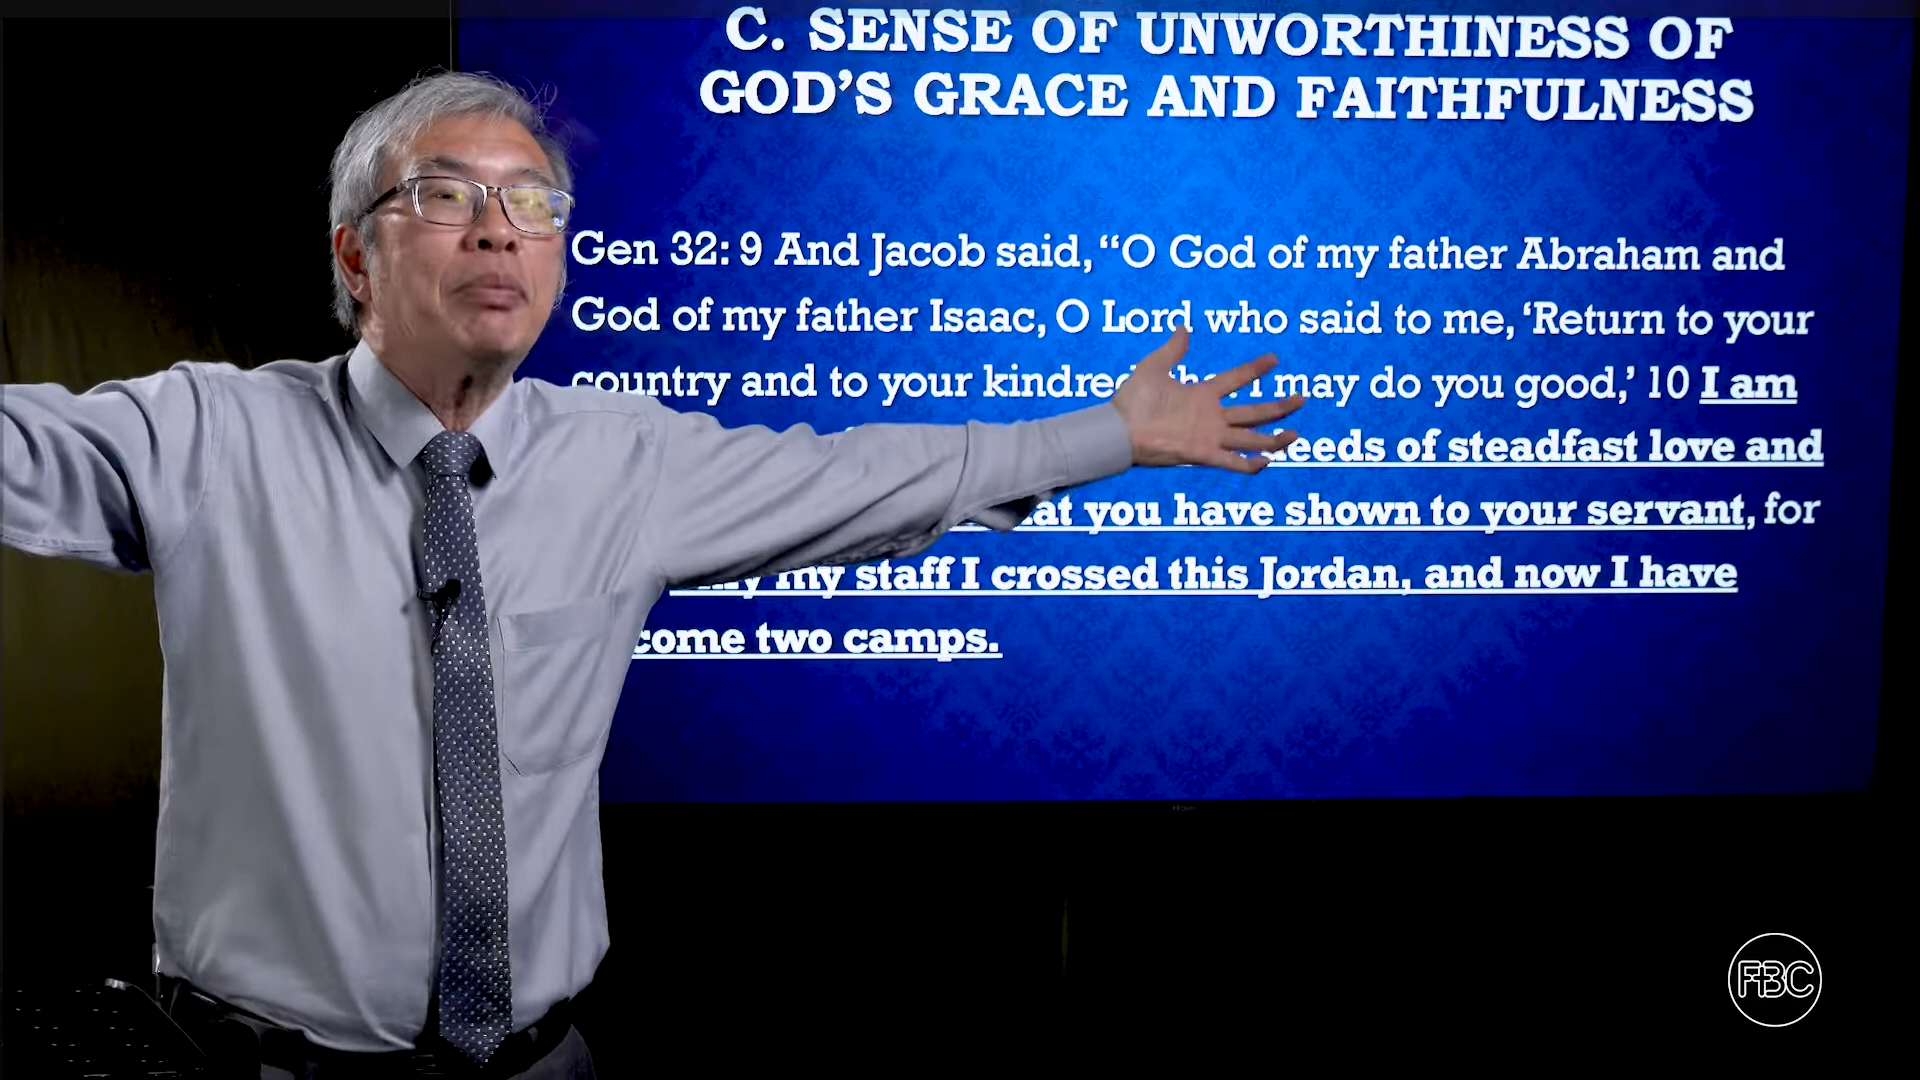 C. SENSE OF UNWORTHINESS OF
GOD'S GRACE AND FAITHFULNESS
Gen 32: 9 And Jacob said, “O God of my father Abraham and
God of my father Isaac, O Lord who said to me, ‘Return to your
country and to your kindred may do you good,’ 10 I am
deeds of steadfast love and
you have shown to your servant, for
my staff I crossed this Jordan, and now I have
two camps.
FBC